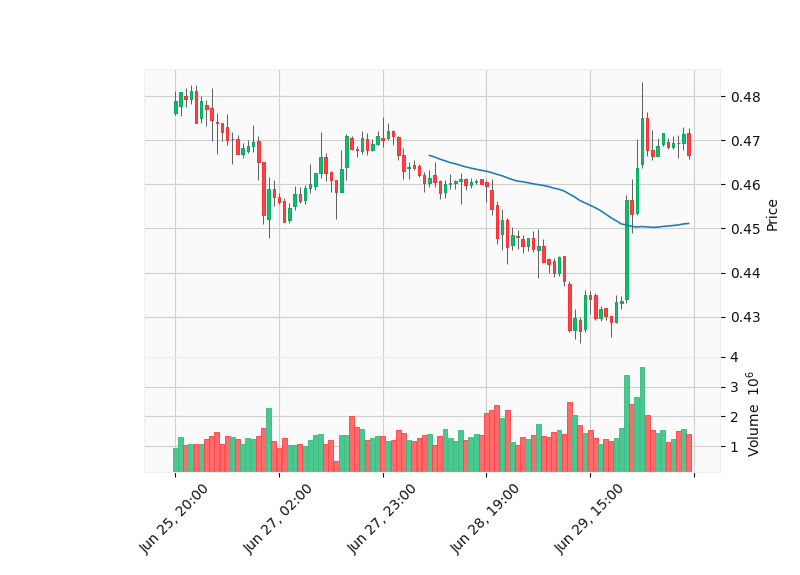 0.48
0.47
0.46
0.45
0.44
0.43
Price
4
3
2
1
Volume 10^6
Jun 25, 20:00
Jun 27, 02:00
Jun 27, 23:00
Jun 28, 19:00
Jun 29, 15:00